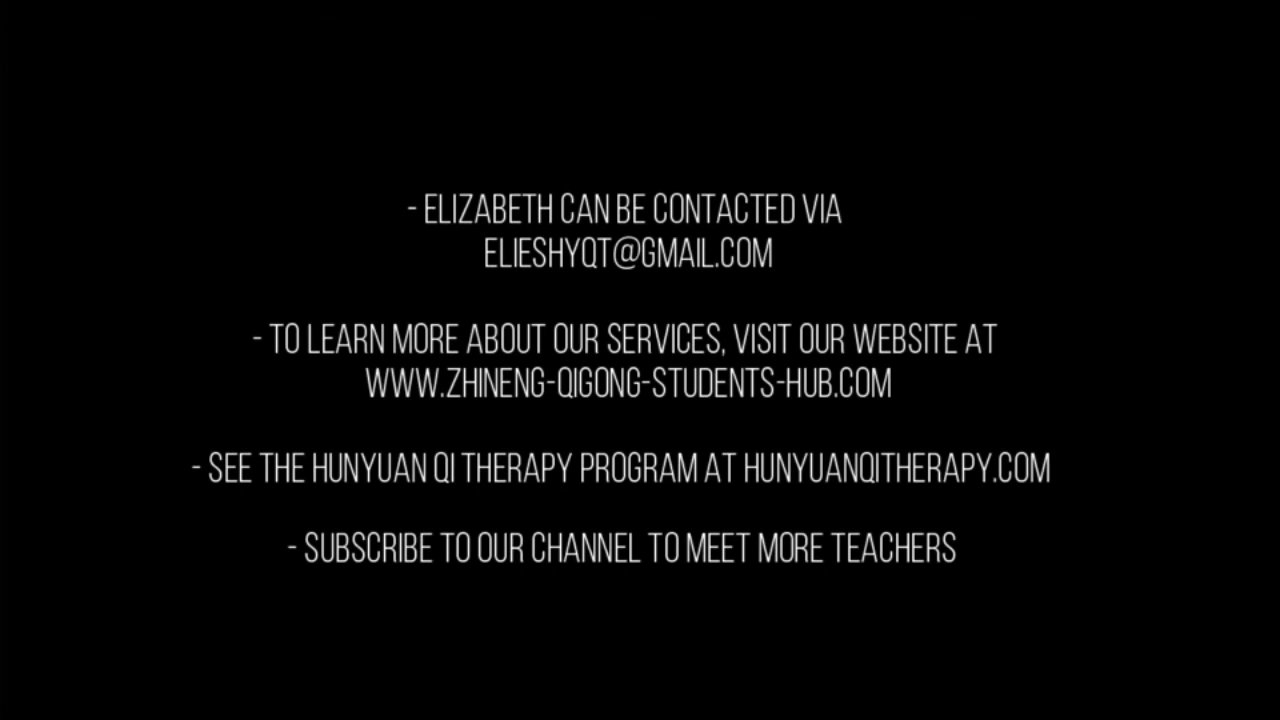 - ELIZABETH CAN BE CONTACTED VIA
ELIESHYQT@GMAIL.COM
- TO LEARN MORE ABOUT OUR SERVICES, VISIT OUR WEBSITE AT
WWW.ZHINENG-QIGONG-STUDENTS-HUB.COM
- SEE THE HUNYUAN QI THERAPY PROGRAM AT HUNYUANQITHERAPY.COM
- SUBSCRIBE TO OUR CHANNEL TO MEET MORE TEACHERS